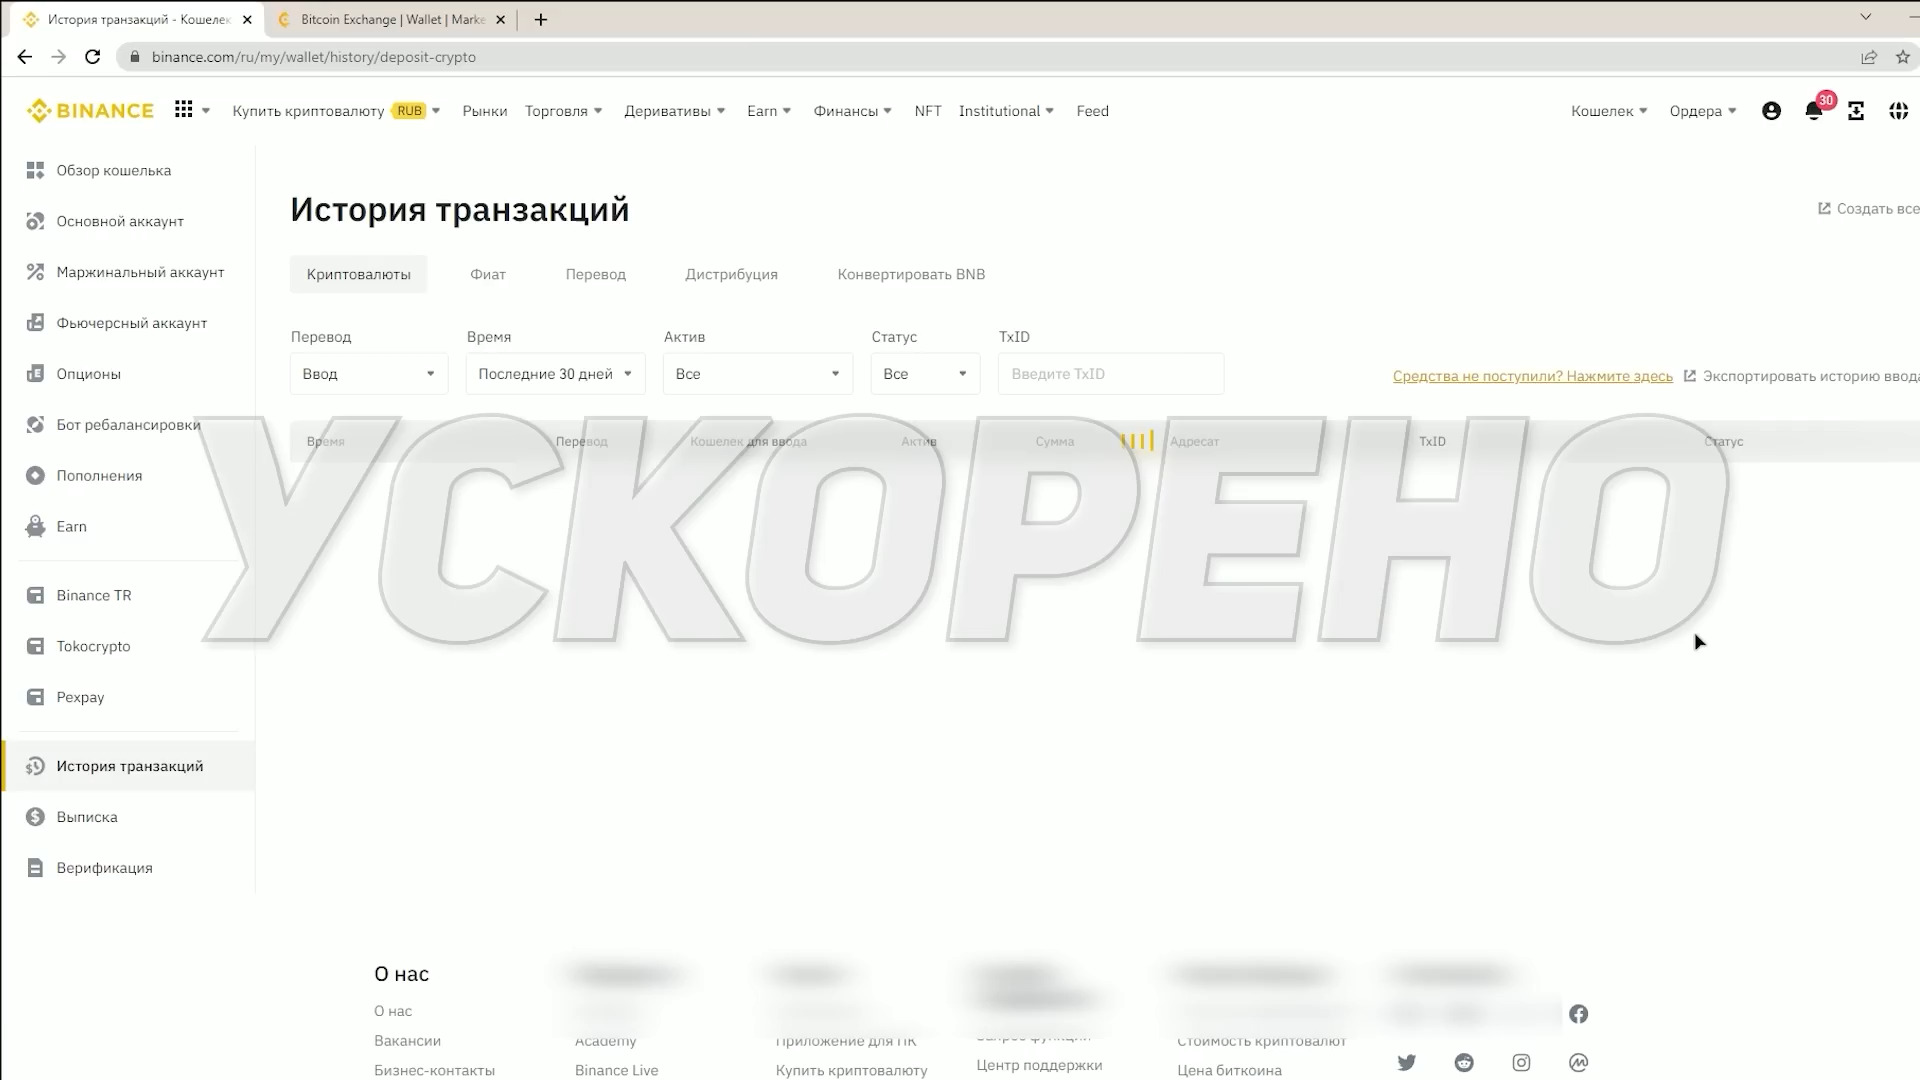 История транзакций - Кошелек
Bitcoin Exchange | Wallet | Marke
binance.com/ru/my/wallet/history/deposit-crypto
BINANCE
Купить криптовалюту RUB
Рынки
Торговля
Деривативы
Earn
Финансы
NFT
Institutional
Feed
Кошелек
Ордера
30
Обзор кошелька
Основной аккаунт
Маржинальный аккаунт
Фьючерсный аккаунт
Опционы
Бот ребалансировки
Пополнения
Earn
Binance TR
Tokocrypto
Pexpay
История транзакций
Выписка
Верификация
История транзакций
Создать все
Криптовалюты
Фиат
Перевод
Дистрибуция
Конвертировать BNB
Перевод
Время
Актив
Статус
TxID
Ввод
Последние 30 дней
Все
Все
Введите TxID
Средства не поступили? Нажмите здесь
Экспортировать историю ввода
Время
Перевод
Кошелек для ввода
Актив
Сумма
Адресат
TxID
Статус
УСКОРЕНО
О нас
О нас
Вакансии
Бизнес-контакты
Academy
Binance Live
Приложение для ПК
Купить криптовалюту
Запрос функции
Центр поддержки
Стоимость криптовалют
Цена биткоина